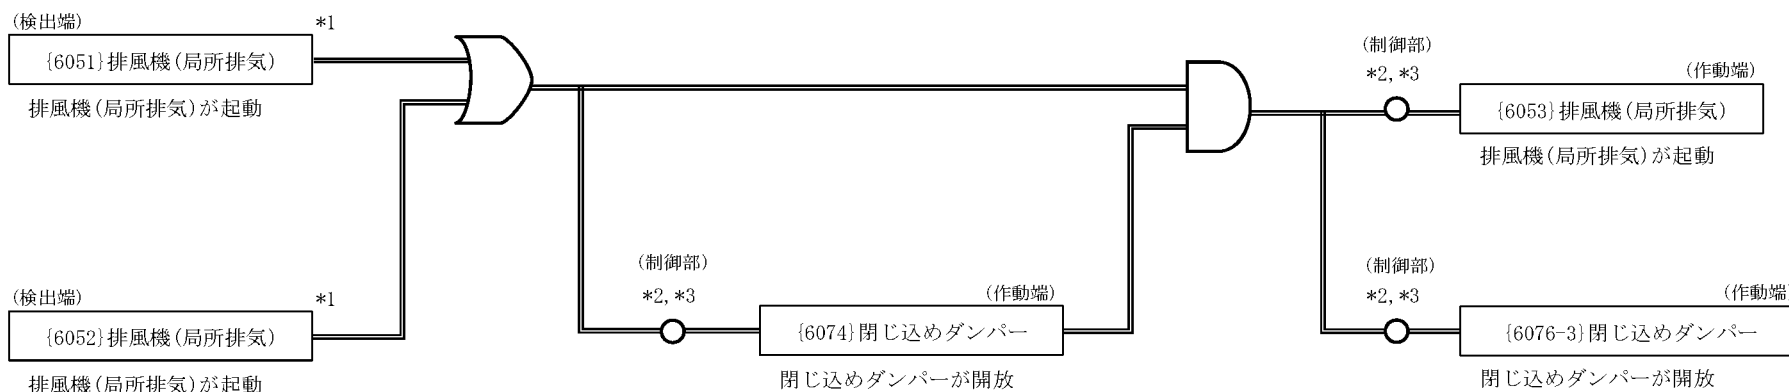 (検出端)
*1
{6051}排風機(局所排気)
排風機(局所排気)が起動
(制御部)
*2,*3
(作動端)
{6053}排風機(局所排気)
排風機(局所排気)が起動
(検出端)
*1
{6052}排風機(局所排気)
排風機(局所排気)が起動
(制御部)
*2,*3
(作動端)
{6074}閉じ込めダンパー
閉じ込めダンパーが開放
(制御部)
*2,*3
(作動端)
{6076-3}閉じ込めダンパー
閉じ込めダンパーが開放